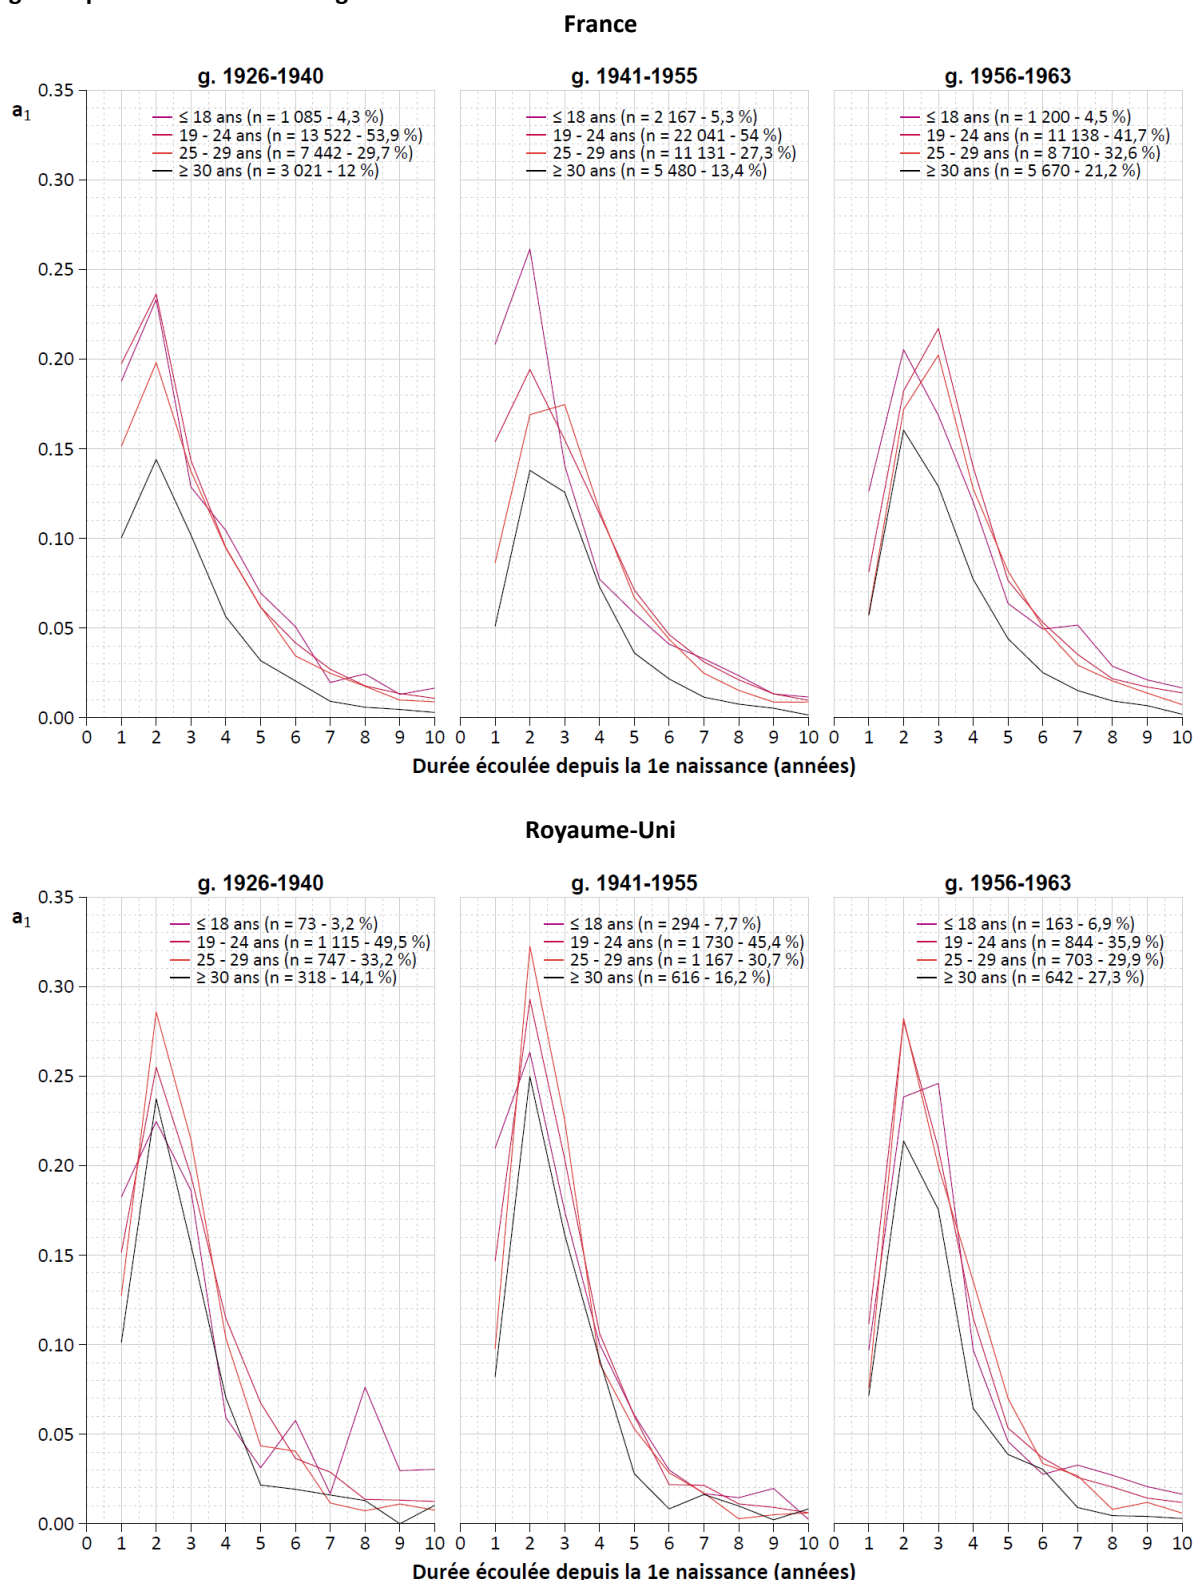 France
g. 1926-1940 g. 1941-1955 g. 1956-1963
a1
0.35
0.30
0.25
0.20
0.15
0.10
0.05
0.00
≤ 18 ans (n = 1 085 - 4,3 %)
19 - 24 ans (n = 13 522 - 53,9 %)
25 - 29 ans (n = 7 442 - 29,7 %)
≥ 30 ans (n = 3 021 - 12 %)
≤ 18 ans (n = 2 167 - 5,3 %)
19 - 24 ans (n = 22 041 - 54 %)
25 - 29 ans (n = 11 131 - 27,3 %)
≥ 30 ans (n = 5 480 - 13,4 %)
≤ 18 ans (n = 1 200 - 4,5 %)
19 - 24 ans (n = 11 138 - 41,7 %)
25 - 29 ans (n = 8 710 - 32,6 %)
≥ 30 ans (n = 5 670 - 21,2 %)
0 1 2 3 4 5 6 7 8 9 10 0 1 2 3 4 5 6 7 8 9 10 0 1 2 3 4 5 6 7 8 9 10
Durée écoulée depuis la 1e naissance (années)
Royaume-Uni
g. 1926-1940 g. 1941-1955 g. 1956-1963
a1
0.35
0.30
0.25
0.20
0.15
0.10
0.05
0.00
≤ 18 ans (n = 73 - 3,2 %)
19 - 24 ans (n = 1 115 - 49,5 %)
25 - 29 ans (n = 747 - 33,2 %)
≥ 30 ans (n = 318 - 14,1 %)
≤ 18 ans (n = 294 - 7,7 %)
19 - 24 ans (n = 1 730 - 45,4 %)
25 - 29 ans (n = 1 167 - 30,7 %)
≥ 30 ans (n = 616 - 16,2 %)
≤ 18 ans (n = 163 - 6,9 %)
19 - 24 ans (n = 844 - 35,9 %)
25 - 29 ans (n = 703 - 29,9 %)
≥ 30 ans (n = 642 - 27,3 %)
0 1 2 3 4 5 6 7 8 9 10 0 1 2 3 4 5 6 7 8 9 10 0 1 2 3 4 5 6 7 8 9 10
Durée écoulée depuis la 1e naissance (années)